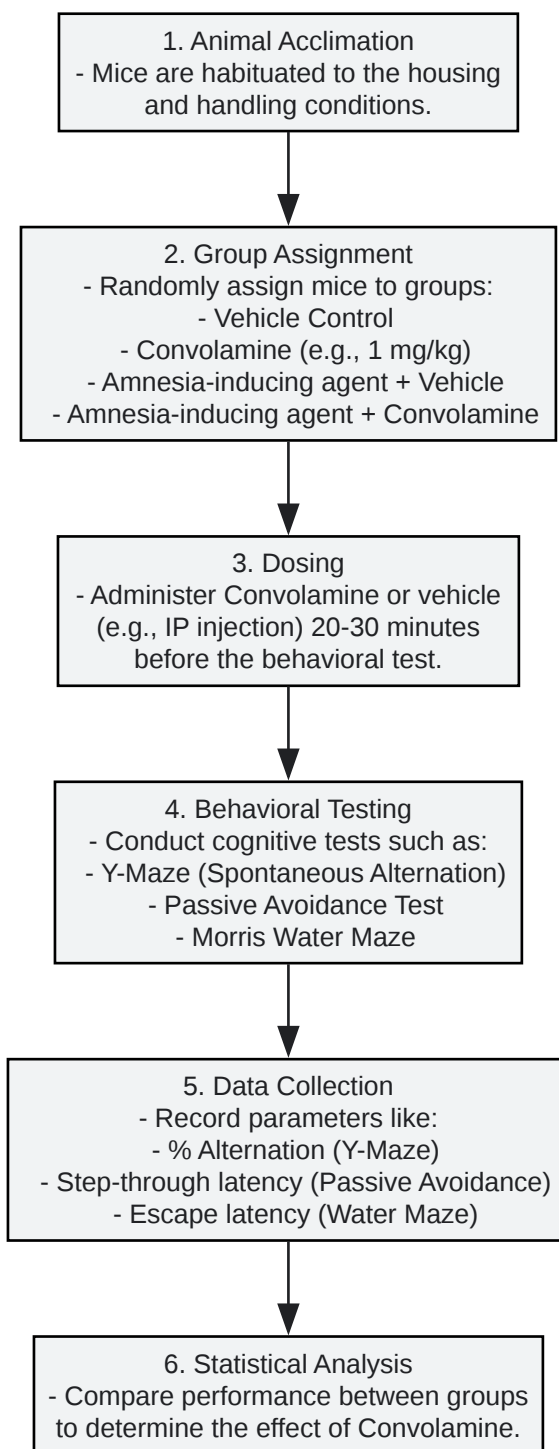 1. Animal Acclimation
- Mice are habituated to the housing
and handling conditions.
2. Group Assignment
- Randomly assign mice to groups:
- Vehicle Control
- Convolamine (e.g., 1 mg/kg)
- Amnesia-inducing agent + Vehicle
- Amnesia-inducing agent + Convolamine
3. Dosing
- Administer Convolamine or vehicle
(e.g., IP injection) 20-30 minutes
before the behavioral test.
4. Behavioral Testing
- Conduct cognitive tests such as:
- Y-Maze (Spontaneous Alternation)
- Passive Avoidance Test
- Morris Water Maze
5. Data Collection
- Record parameters like:
- % Alternation (Y-Maze)
- Step-through latency (Passive Avoidance)
- Escape latency (Water Maze)
6. Statistical Analysis
- Compare performance between groups
to determine the effect of Convolamine.